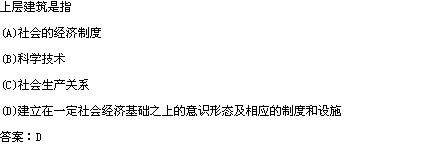 上层建筑是指
(A)社会的经济制度
(B)科学技术
(C)社会生产关系
(D)建立在一定社会经济基础之上的意识形态及相应的制度和设施
答案：D